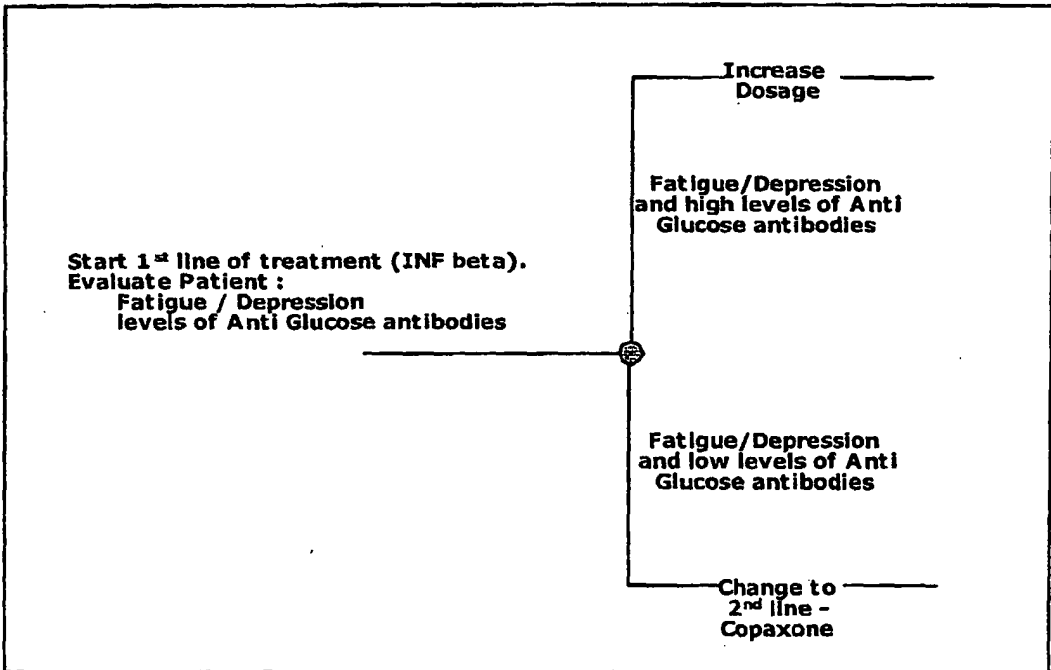 Increase
Dosage
Fatigue/Depression
and high levels of Anti
Glucose antibodies
Start 1st line of treatment (INF beta).
Evaluate Patient :
Fatigue / Depression
levels of Anti Glucose antibodies
Fatigue/Depression
and low levels of Anti
Glucose antibodies
Change to
2nd line -
Copaxone